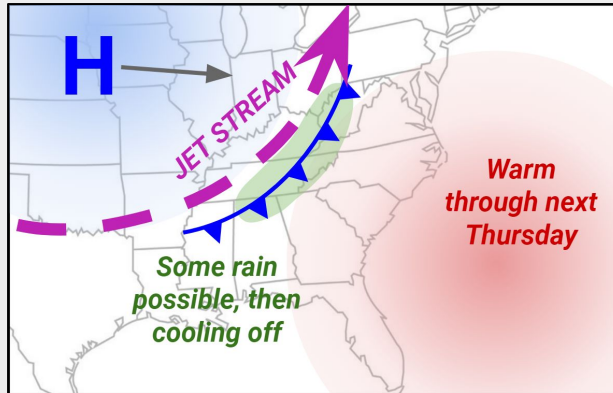 H
JET STREAM
Warm
through next
Thursday
Some rain
possible, then
cooling off